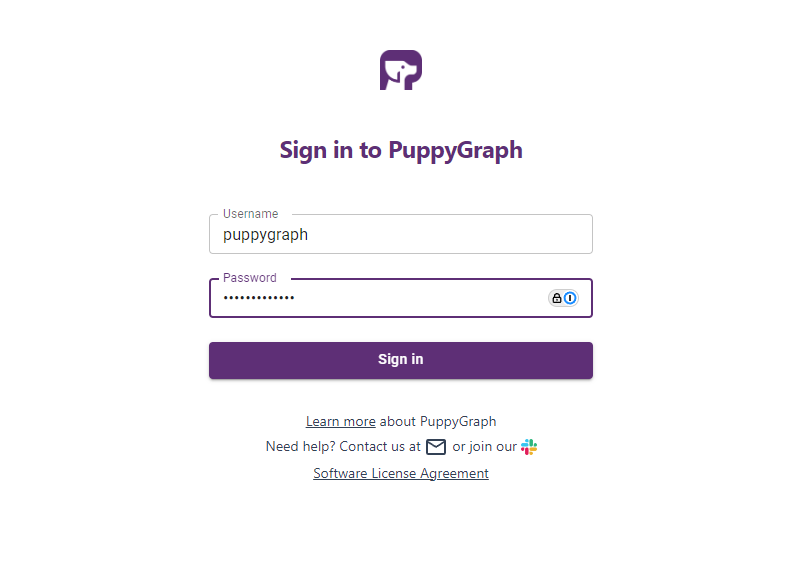 Sign in to PuppyGraph
Username
puppygraph
Password
•••••••••••••
Sign in
Learn more about PuppyGraph
Need help? Contact us at or join our
Software License Agreement